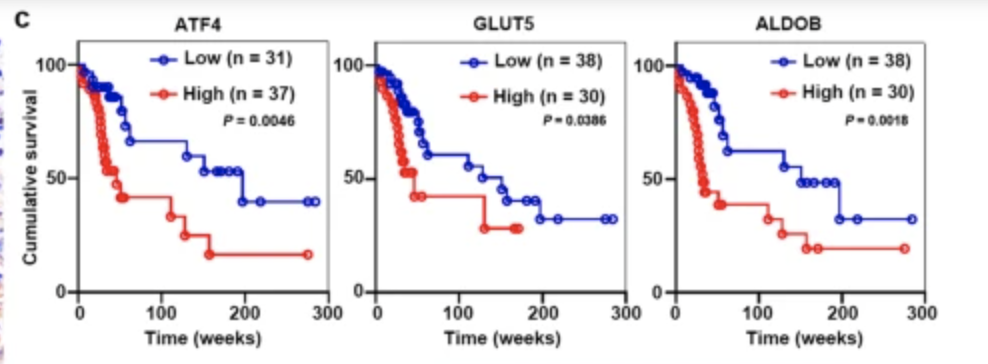 C
ATF4
Cumulative survival
100
50
0
Low (n = 31)
High (n = 37)
P = 0.0046
0 100 200 300
Time (weeks)
GLUT5
100
50
0
Low (n = 38)
High (n = 30)
P = 0.0386
0 100 200 300
Time (weeks)
ALDOB
100
50
0
Low (n = 38)
High (n = 30)
P = 0.0018
0 100 200 300
Time (weeks)